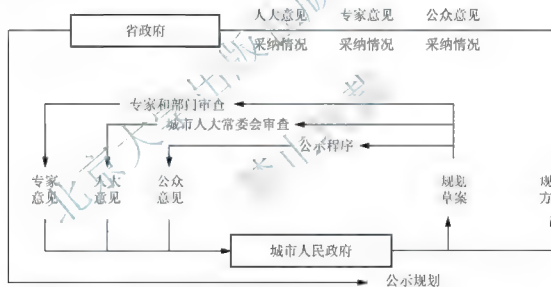 省政府
人大意见 专家意见 公众意见
采纳情况 采纳情况 采纳情况
专家和部门审查
城市人大常委会审查
公示程序
专家意见
人大意见
公众意见
规划草案
城市人民政府
公示规划